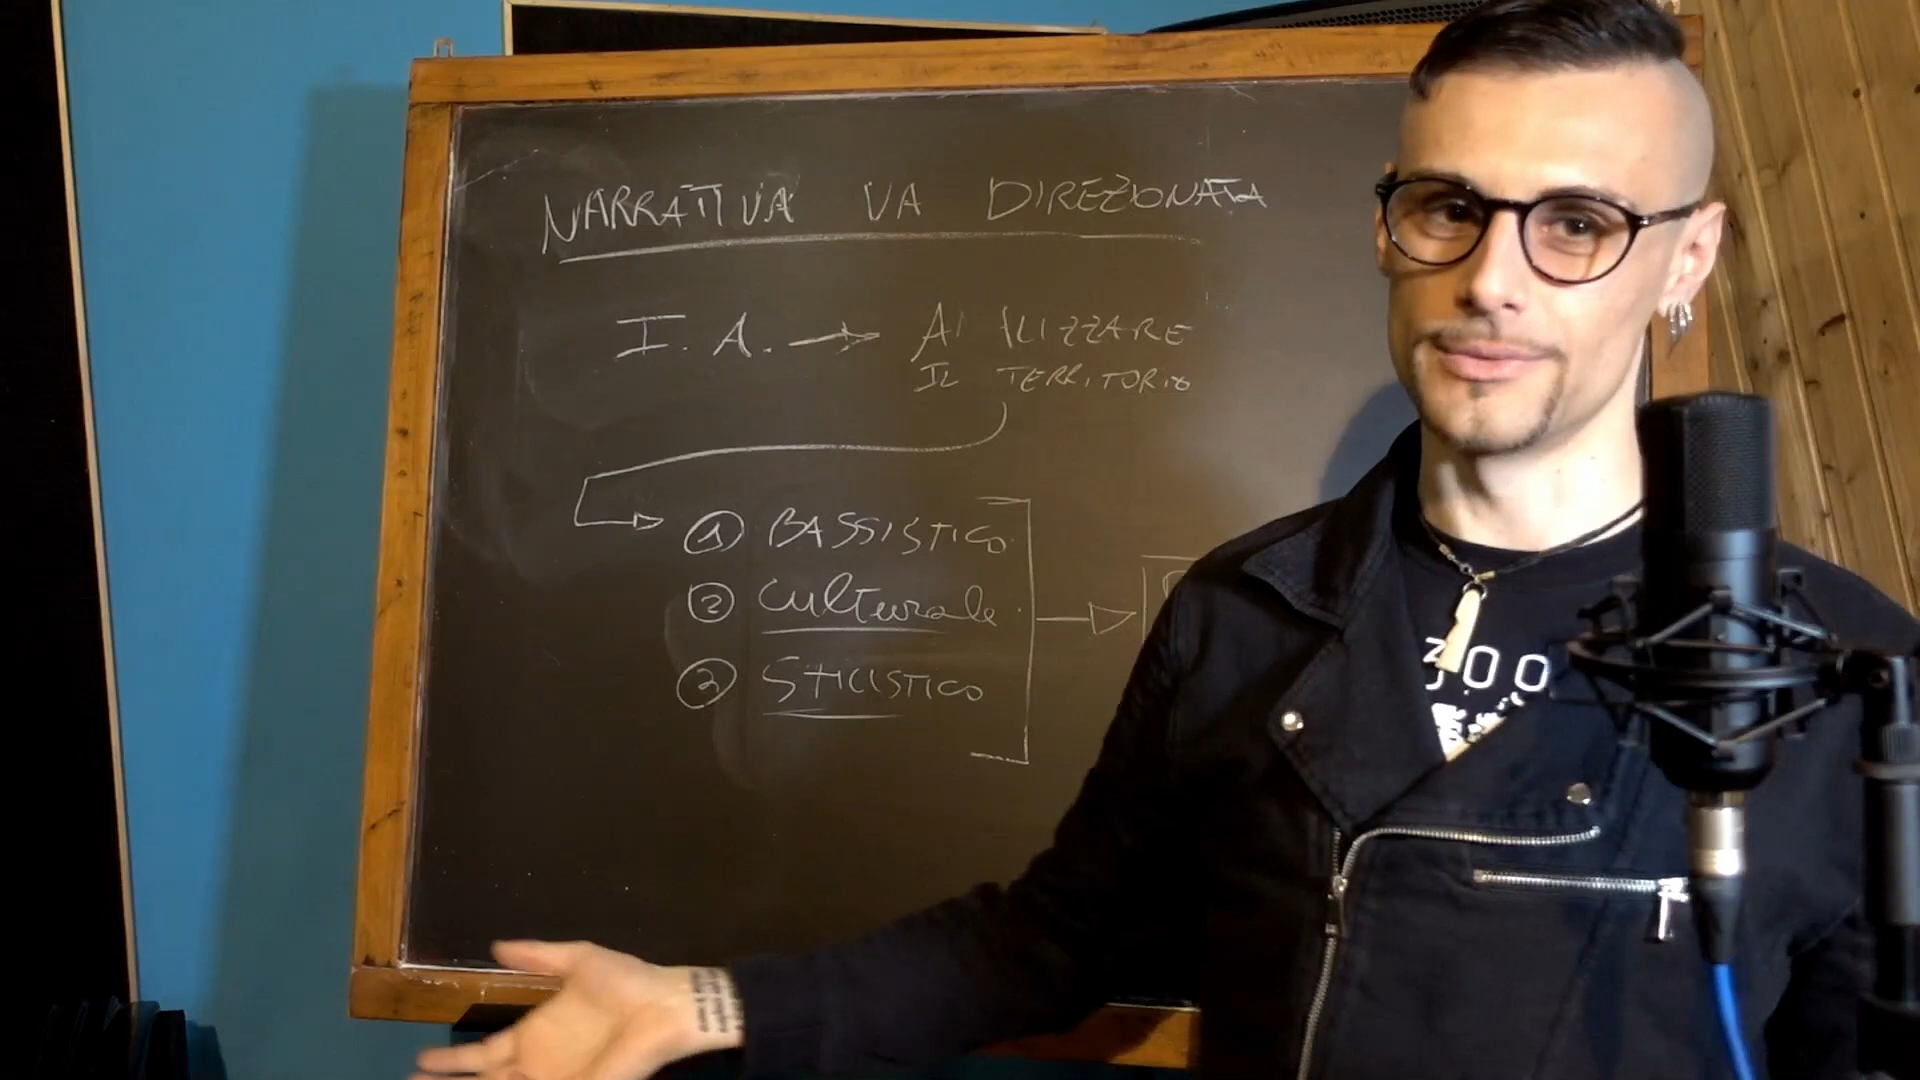 NARRATIVA VA DIREZIONATA
I. A. → ANALIZZARE
IL TERRITORIO
① BASSISTICO
② Culturale
③ STILISTICO